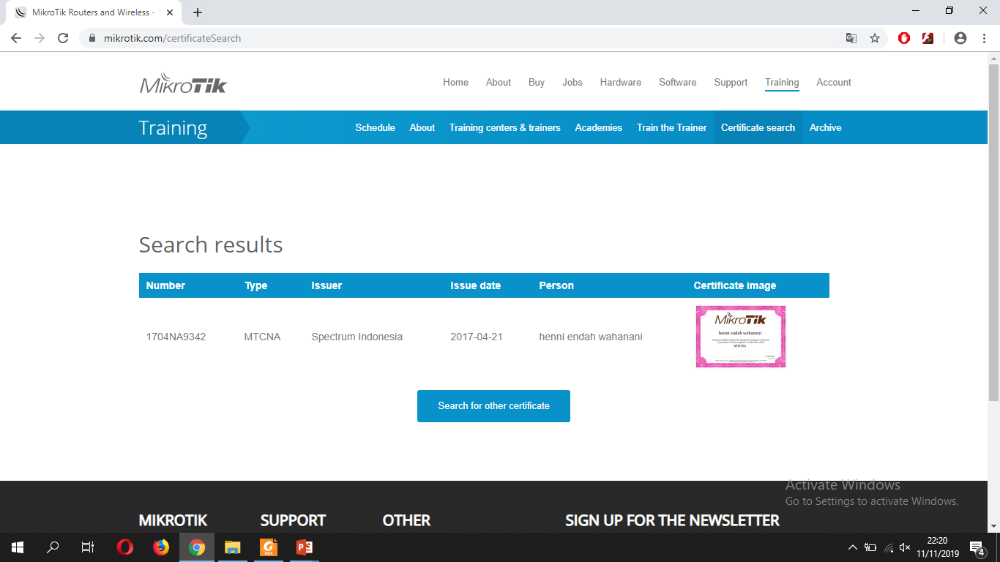 MikroTik Routers and Wireless -
mikrotik.com/certificateSearch
MikroTik
Home About Buy Jobs Hardware Software Support Training Account
Training
Schedule About Training centers & trainers Academies Train the Trainer Certificate search Archive
Search results
Number Type Issuer Issue date Person Certificate image
1704NA9342 MTCNA Spectrum Indonesia 2017-04-21 henni endah wahanani
MikroTik
henni endah wahanani
MTCNA
Search for other certificate
Activate Windows
Go to Settings to activate Windows.
MIKROTIK SUPPORT OTHER SIGN UP FOR THE NEWSLETTER
PDF
22:20
11/11/2019
4